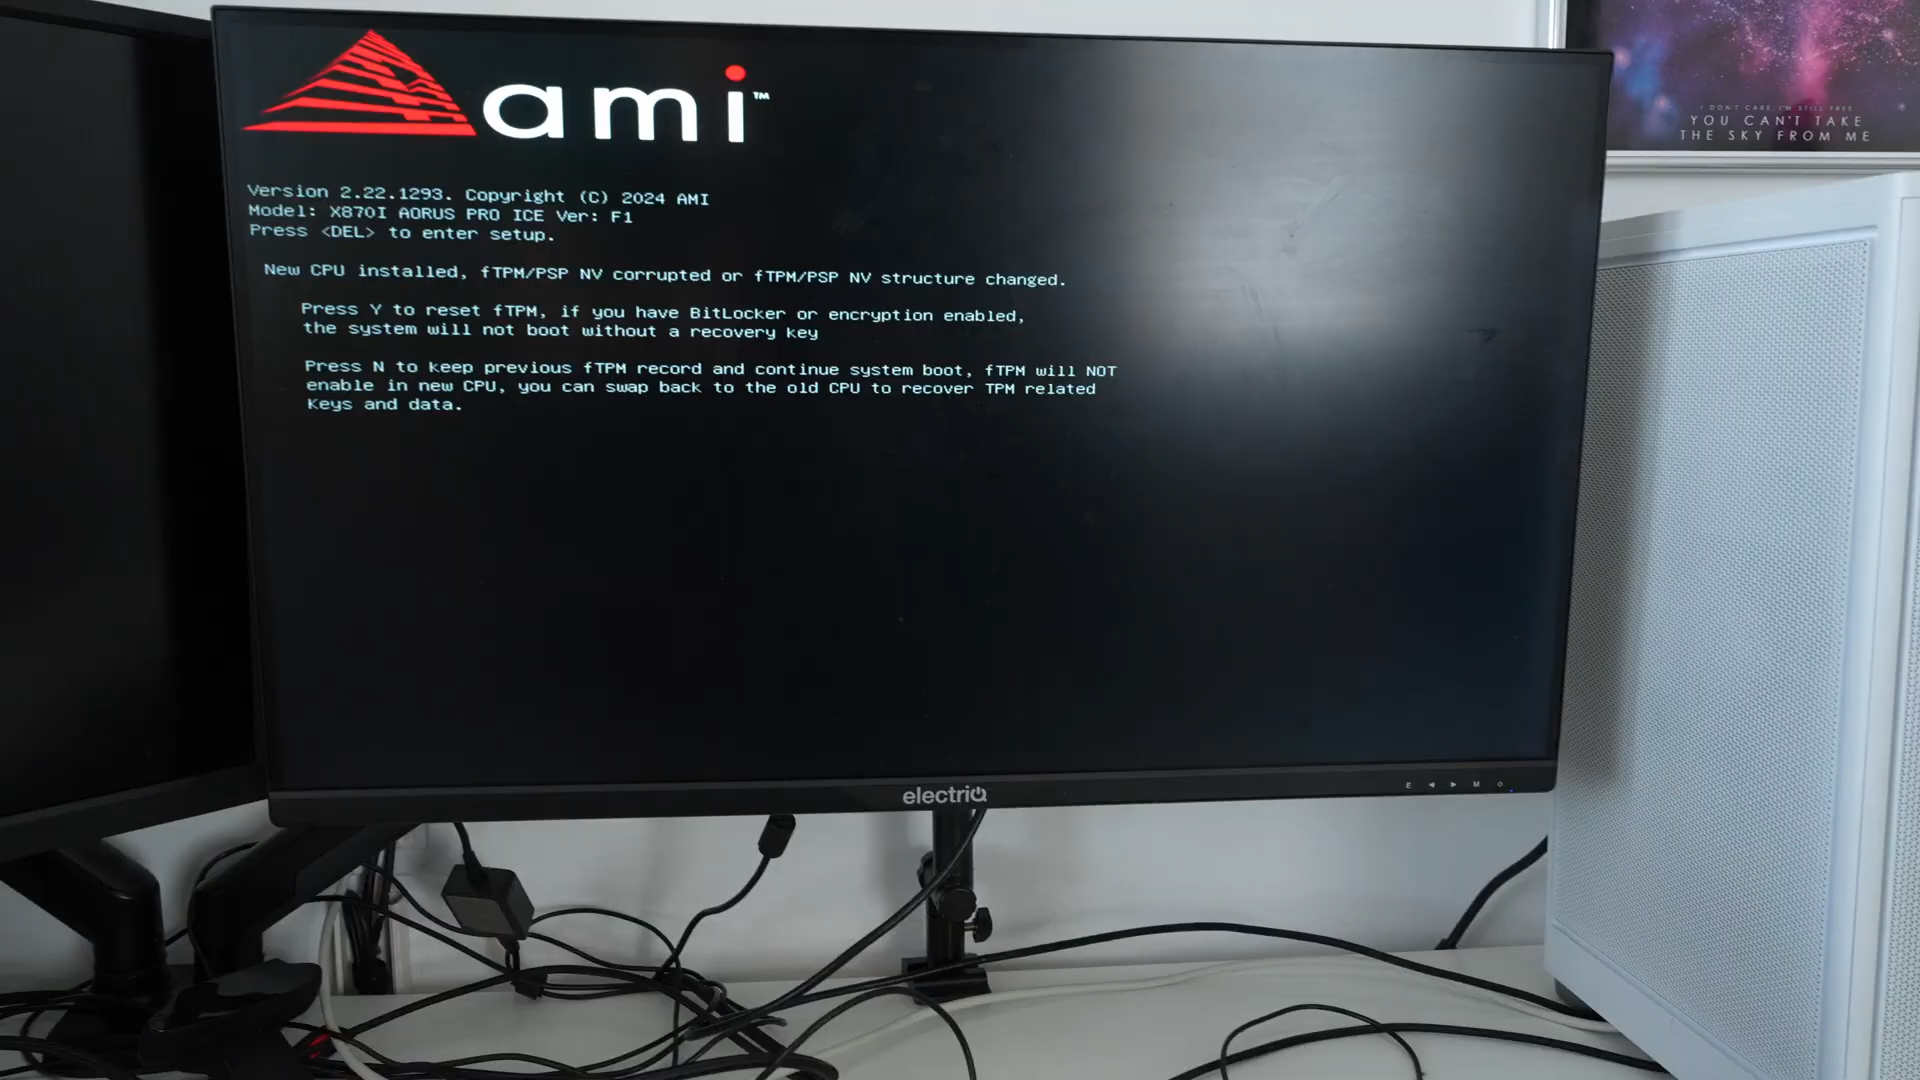 ami™
Version 2.22.1293. Copyright (C) 2024 AMI
Model: X870I AORUS PRO ICE Ver: F1
Press <DEL> to enter setup.
New CPU installed, fTPM/PSP NV corrupted or fTPM/PSP NV structure changed.
Press Y to reset fTPM, if you have BitLocker or encryption enabled,
the system will not boot without a recovery key
Press N to keep previous fTPM record and continue system boot, fTPM will NOT
enable in new CPU, you can swap back to the old CPU to recover TPM related
Keys and data.
electriq
E
M
I DON'T CARE, I'M STILL FREE
YOU CAN'T TAKE
THE SKY FROM ME